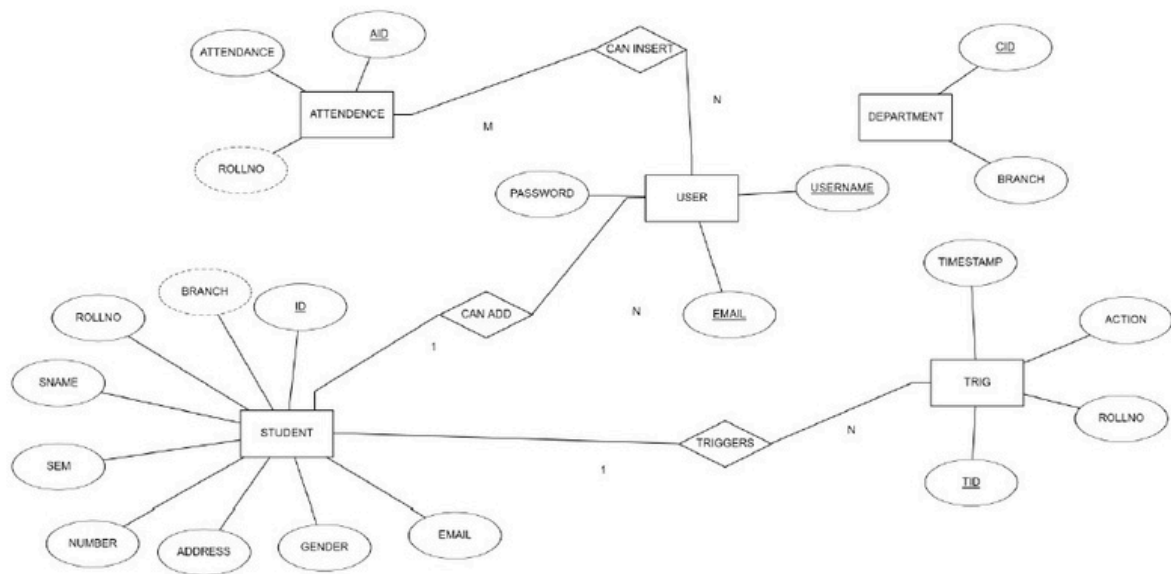 AID
ATTENDANCE
CAN INSERT
CID
ATTENDENCE
DEPARTMENT
M
N
ROLLNO
BRANCH
PASSWORD
USER
USERNAME
TIMESTAMP
BRANCH
ID
CAN ADD
N
EMAIL
ROLLNO
ACTION
1
SNAME
TRIG
ROLLNO
STUDENT
TRIGGERS
N
SEM
1
TID
NUMBER
ADDRESS
GENDER
EMAIL